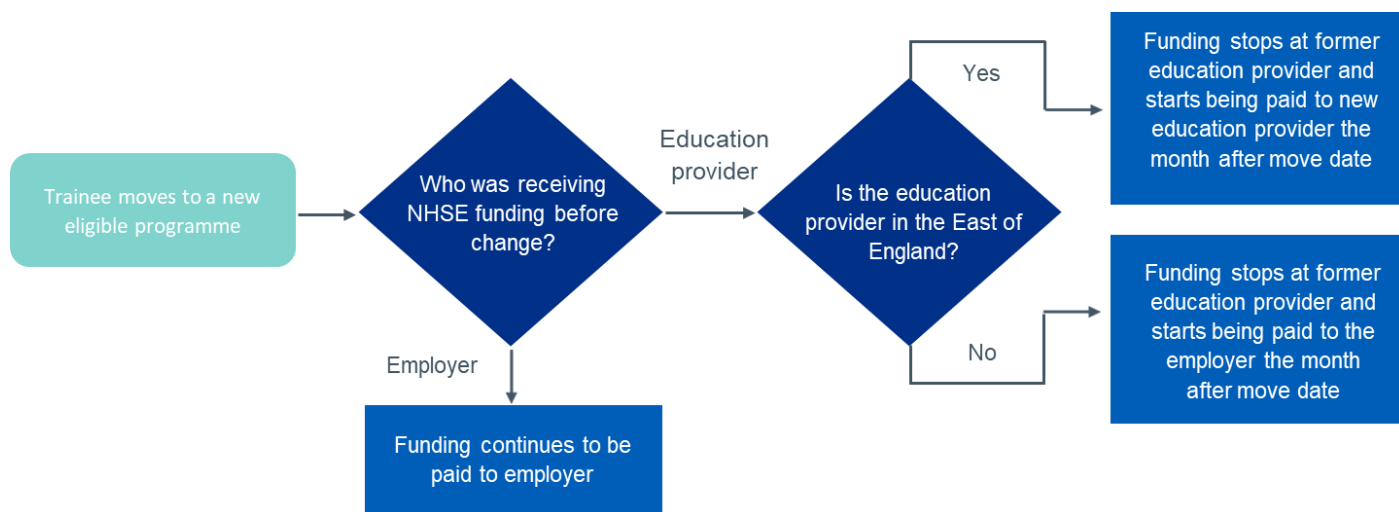 Trainee moves to a new
eligible programme
Who was receiving
NHSE funding before
change?
Education
provider
Employer
Funding continues to be
paid to employer
Is the education
provider in the East of
England?
Yes
Funding stops at former
education provider and
starts being paid to new
education provider the
month after move date
No
Funding stops at former
education provider and
starts being paid to the
employer the month
after move date